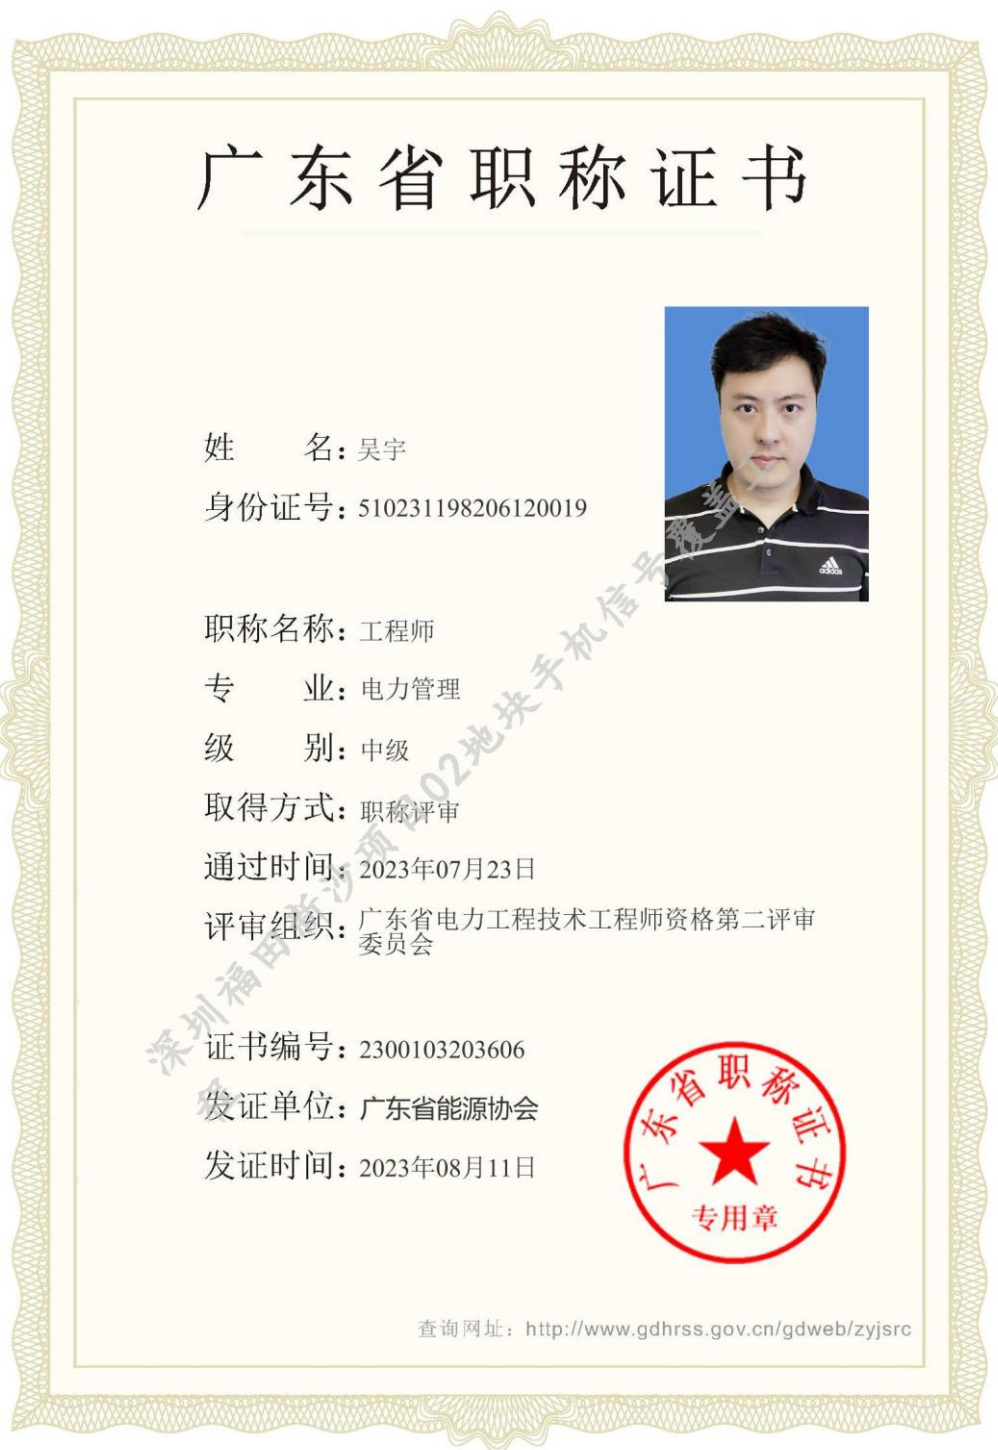 广东省职称证书
姓 名：吴宇
身份证号：510231198206120019
adidas
职称名称：工程师
专 业：电力管理
级 别：中级
取得方式：职称评审
通过时间：2023年07月23日
评审组织：广东省电力工程技术工程师资格第二评审
委员会
证书编号：2300103203606
发证单位：广东省能源协会
发证时间：2023年08月11日
广东省职称证书
专用章
查询网址：http://www.gdhrss.gov.cn/gdweb/zyjsrc
深圳福田新沙项目02地块手机信号覆盖工
程